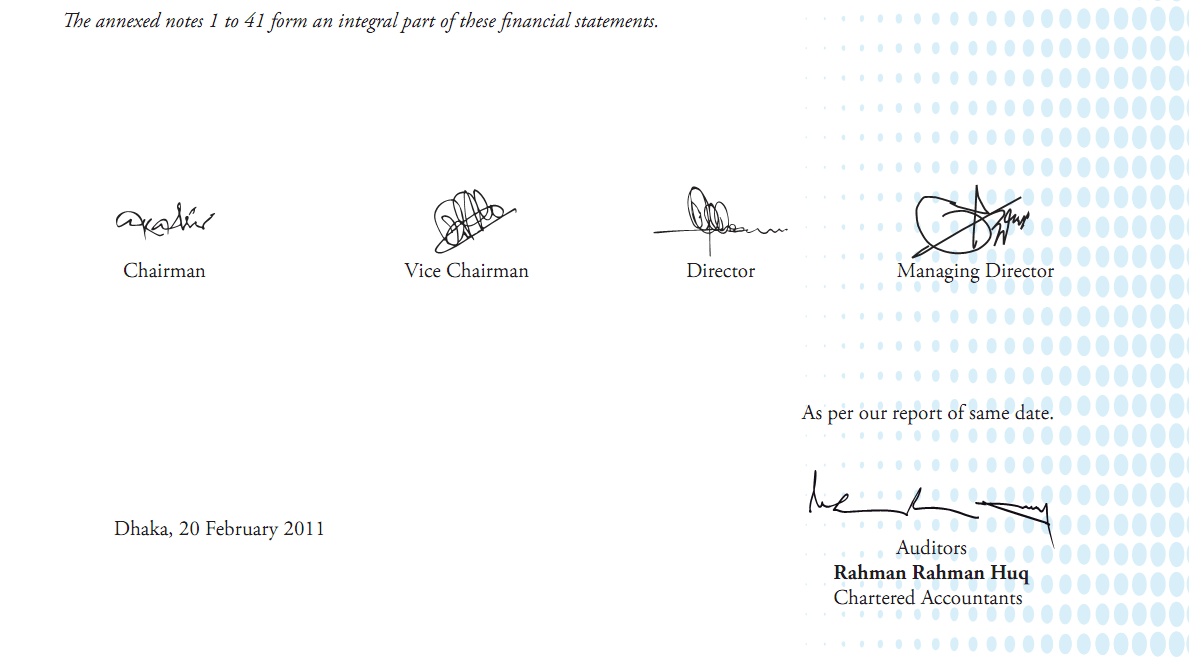 The annexed notes 1 to 41 form an integral part of these financial statements.
Chairman
Vice Chairman
Director
Managing Director
As per our report of same date.
Dhaka, 20 February 2011
Auditors
Rahman Rahman Huq
Chartered Accountants